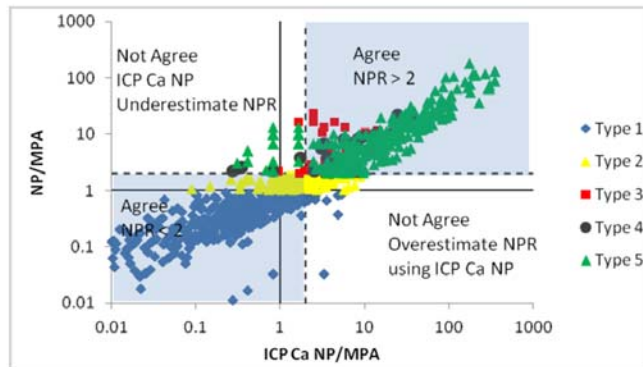 1000
100
10
1
0.1
0.01
NP/MPA
Not Agree
ICP Ca NP
Underestimate NPR
Agree
NPR > 2
Agree
NPR < 2
Not Agree
Overestimate NPR
using ICP Ca NP
0.01
0.1
1
10
100
1000
ICP Ca NP/MPA
Type 1
Type 2
Type 3
Type 4
Type 5